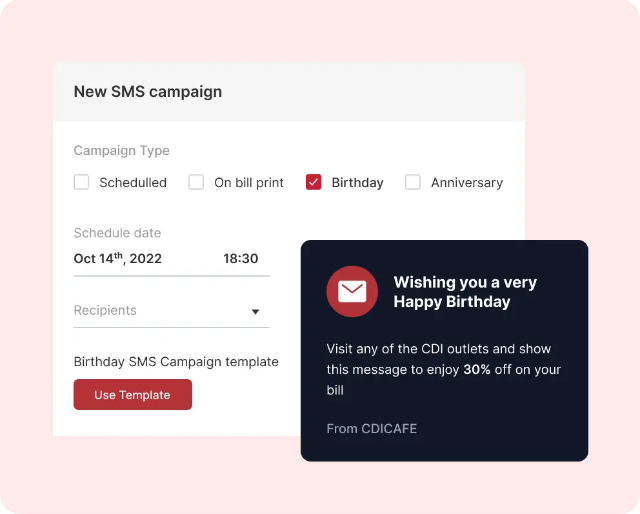 New SMS campaign
Campaign Type
Schedulled On bill print Birthday Anniversary
Schedule date
Oct 14th, 2022 18:30
Recipients
Birthday SMS Campaign template
Use Template
Wishing you a very
Happy Birthday
Visit any of the CDI outlets and show
this message to enjoy 30% off on your
bill
From CDICAFE